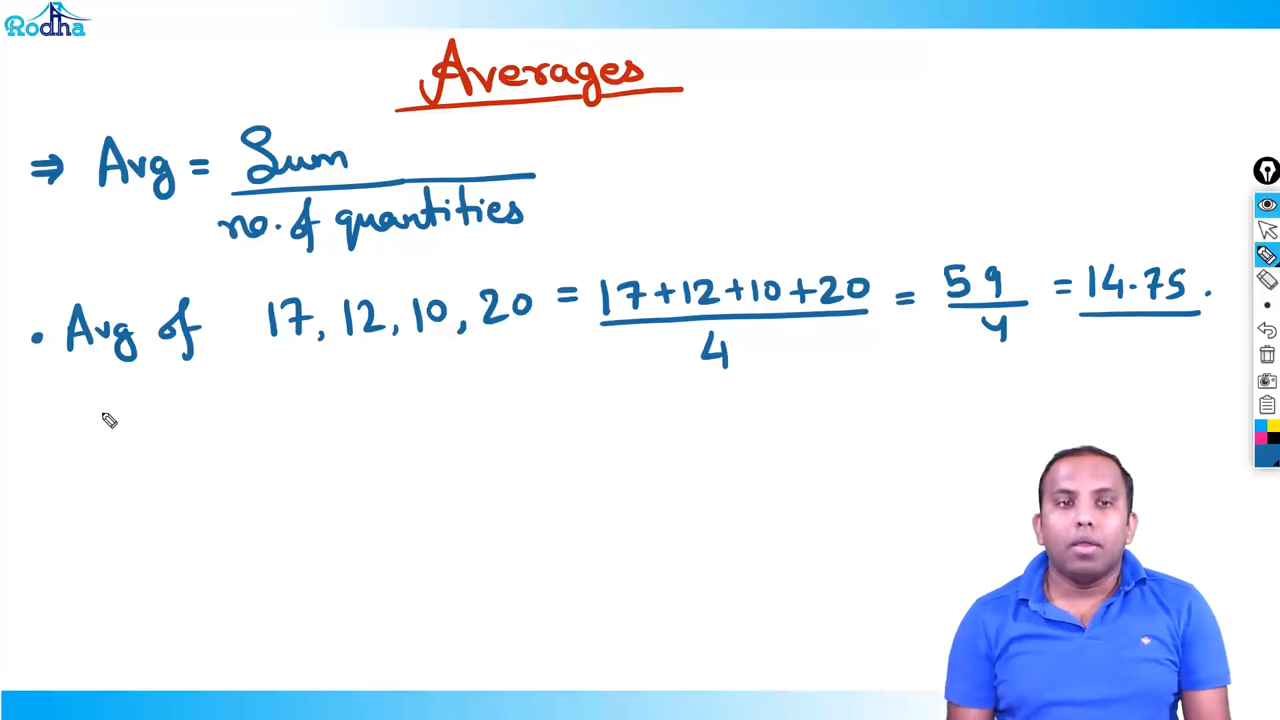 Rodha
Averages
⇒ Avg = Sum / no. of quantities
• Avg of 17, 12, 10, 20 = 17+12+10+20 / 4 = 59 / 4 = 14.75.